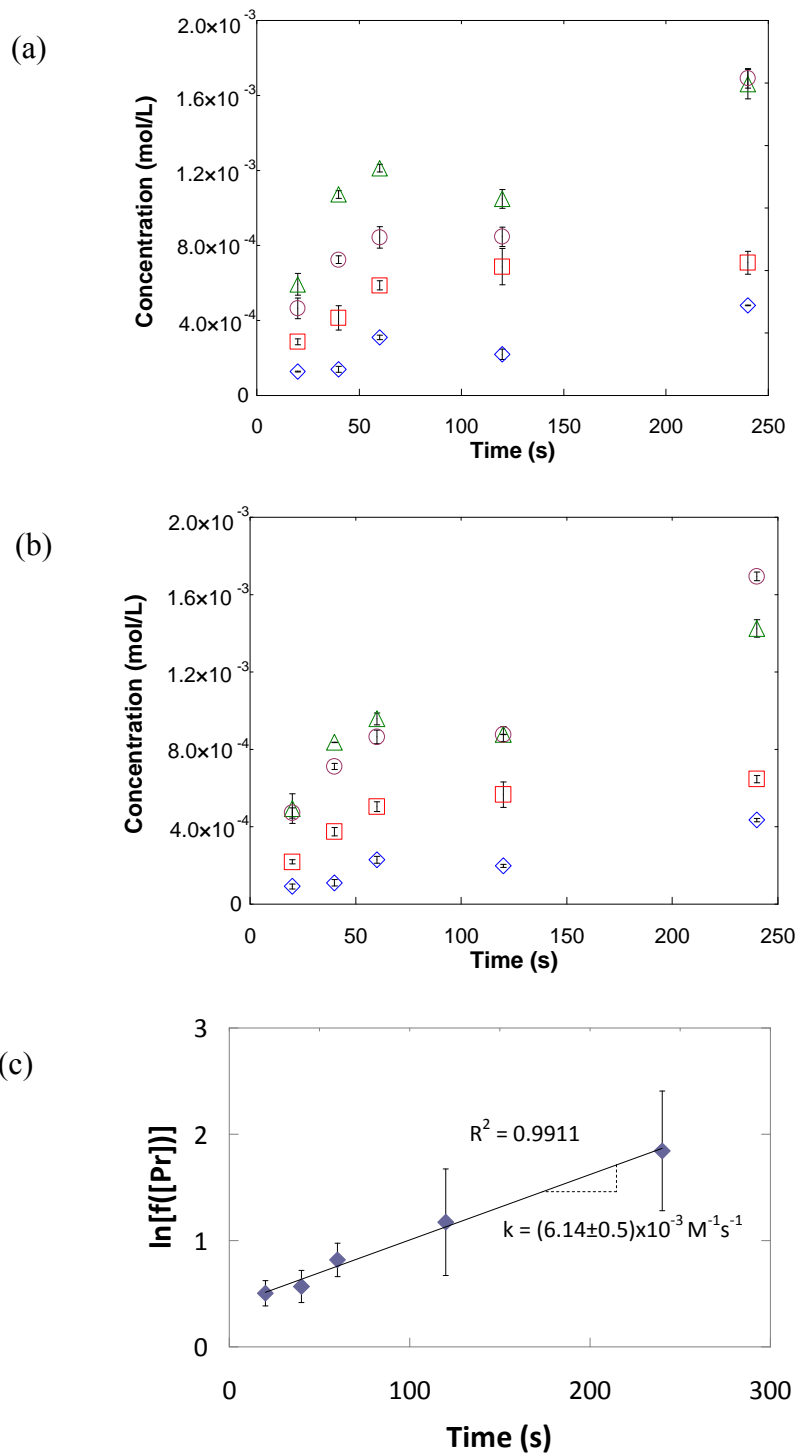 (a)
Concentration (mol/L)
2.0×10 -3
1.6×10 -3
1.2×10 -3
8.0×10 -4
4.0×10 -4
0
0 50 100 150 200 250
Time (s)
(b)
Concentration (mol/L)
2.0×10 -3
1.6×10 -3
1.2×10 -3
8.0×10 -4
4.0×10 -4
0
0 50 100 150 200 250
Time (s)
(c)
ln[f([Pr])]
3
2
1
0
R² = 0.9911
k = (6.14±0.5)x10⁻³ M⁻¹s⁻¹
0 100 200 300
Time (s)